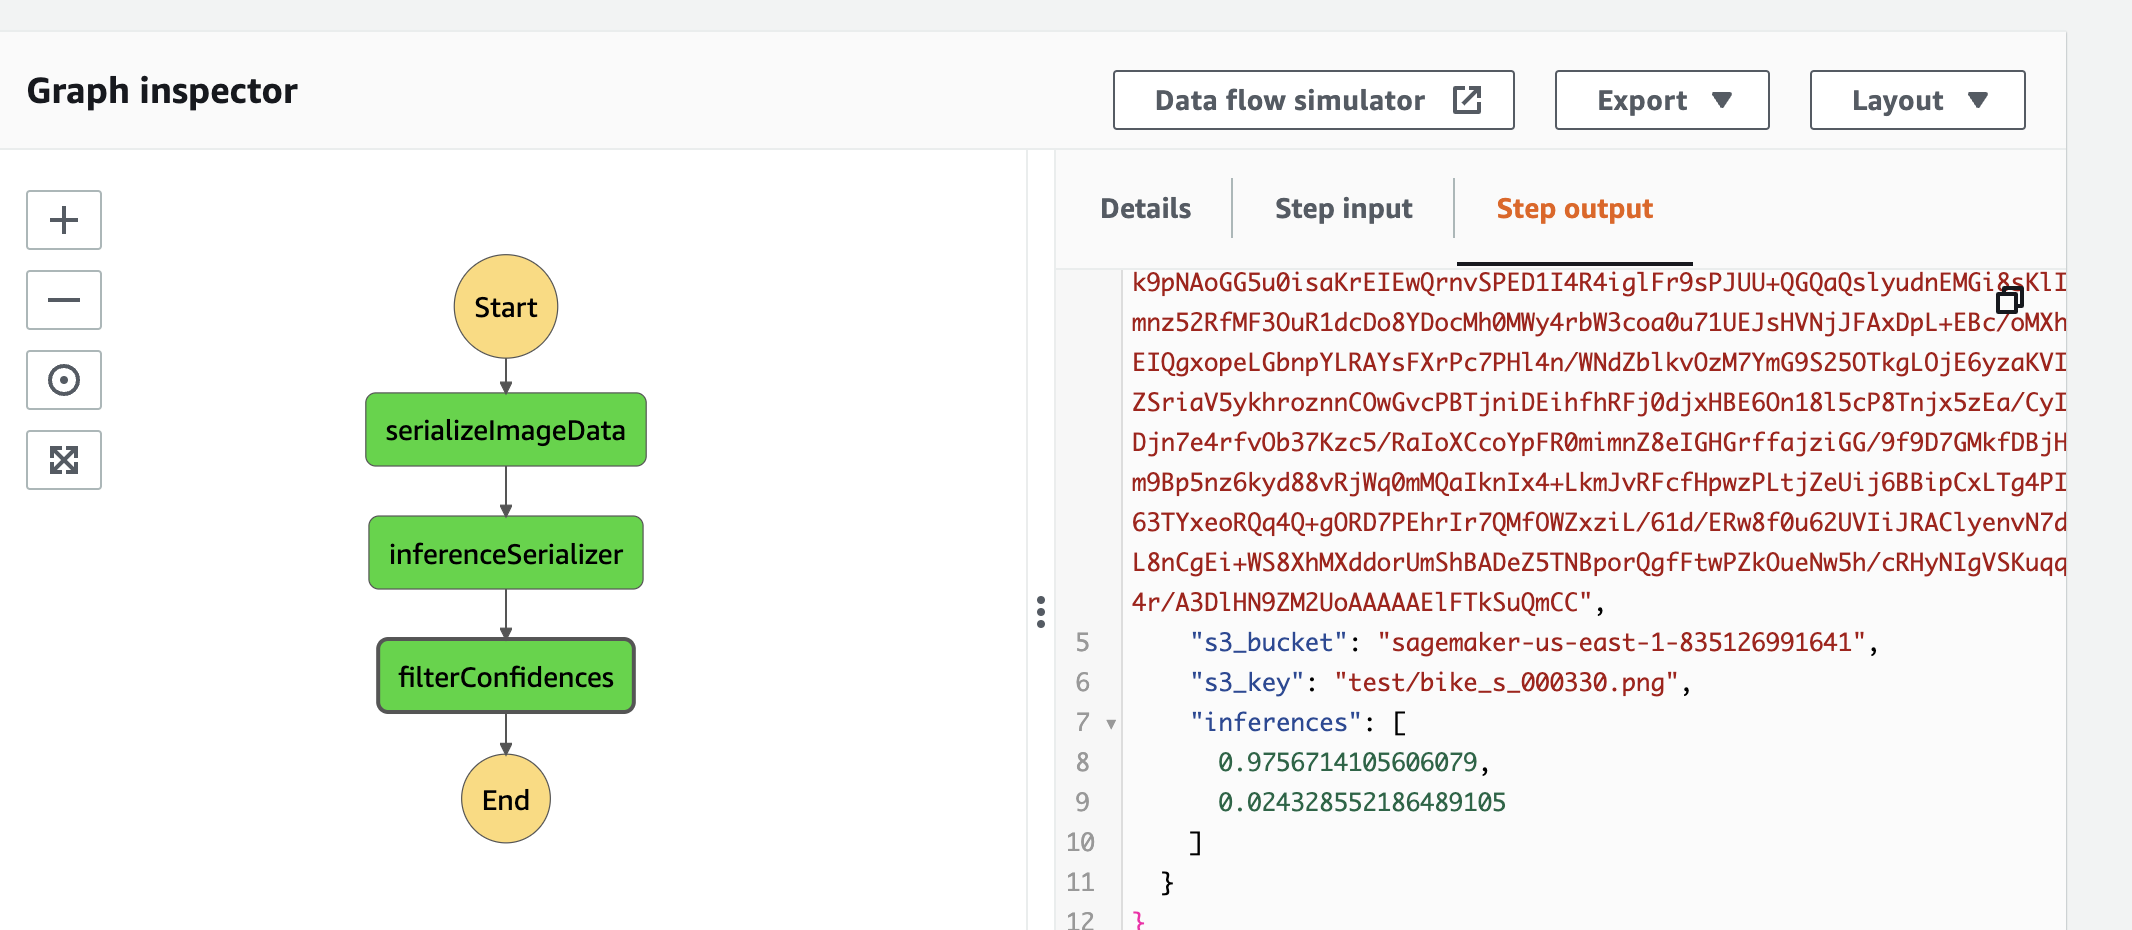 Graph inspector
Data flow simulator
Export
Layout
Start
serializeImageData
inferenceSerializer
filterConfidences
End
Details
Step input
Step output
k9pNAoGG5u0isaKrEIEwQrnvSPED1I4R4iglFr9sPJUU+QGQaQslyudnEMGi8sKlI
mnz52RfMF3OuR1dcDo8YDocMh0MWy4rbW3coa0u71UEJsHVNjJFAxDpL+EBc/oMXh
EIQgxopeLGbnpYLRAYsFXrPc7PHl4n/WNdZblkvOzM7YmG9S25OTkgLOjE6yzaKVI
ZSriaV5ykhroznnCOwGvcPBTjniDEihfhRFj0djxHBE6On18l5cP8Tnjx5zEa/CyI
Djn7e4rfvOb37Kzc5/RaIoXCcoYpFR0mimnZ8eIGHGrffajziGG/9f9D7GMkfDBjH
m9Bp5nz6kyd88vRjWq0mMQaIknIx4+LkmJvRFcfHpwzPLtjZeUij6BBipCxLTg4PI
63TYxeoRQq4Q+gORD7PEhrIr7QMfOWZxziL/61d/ERw8f0u62UVIiJRAClyenvN7d
L8nCgEi+WS8XhMXddorUmShBADeZ5TNBporQgfFtwPZkOueNw5h/cRHyNIgVSKuqq
4r/A3DlHN9ZM2UoAAAAAElFTkSuQmCC",
5 "s3_bucket": "sagemaker-us-east-1-835126991641",
6 "s3_key": "test/bike_s_000330.png",
7 "inferences": [
8 0.9756714105606079,
9 0.024328552186489105
10 ]
11 }
12 }